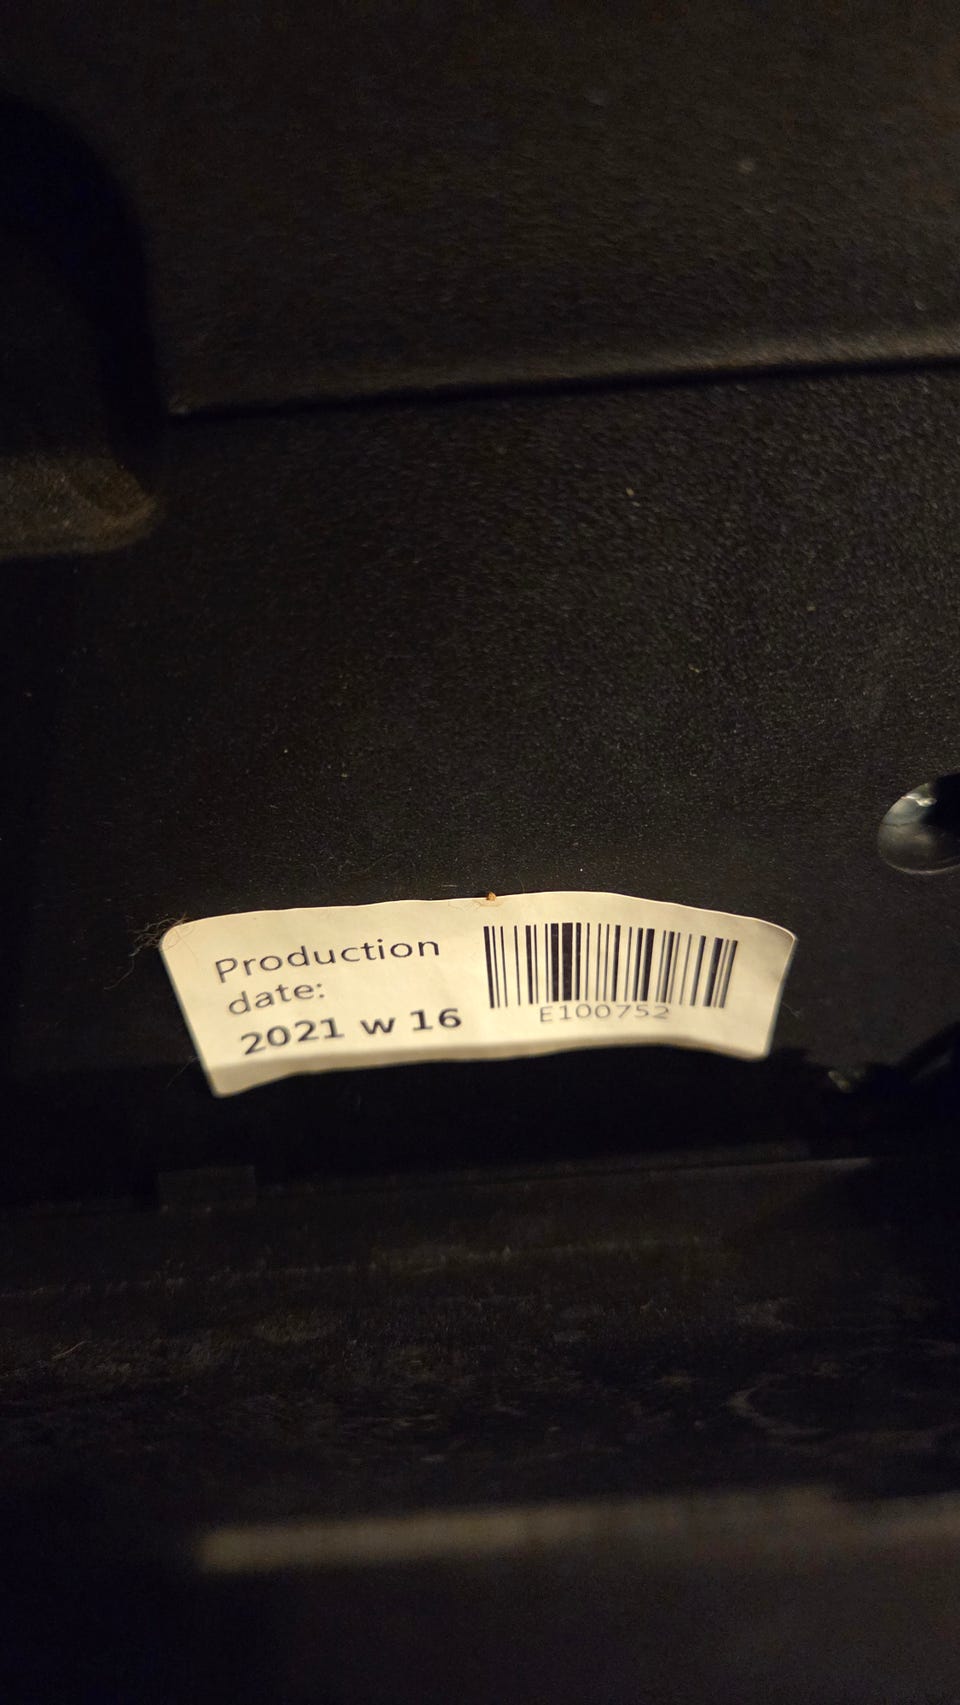 Production
date:
2021 w 16
E100752